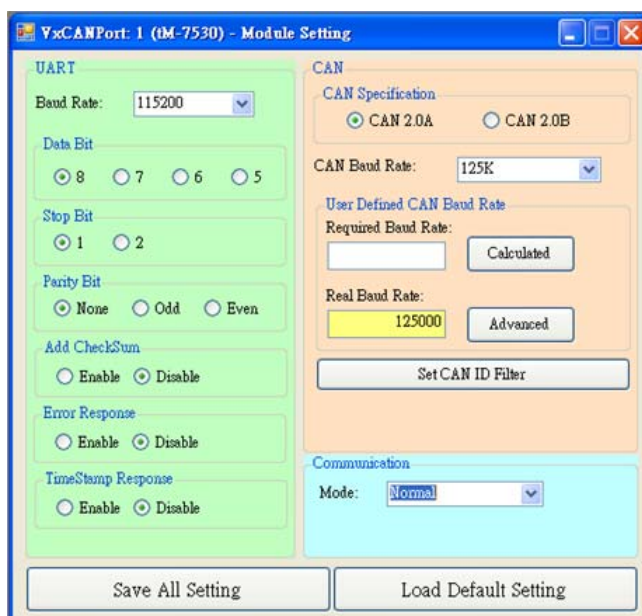 VxCANPort: 1 (tM-7530) - Module Setting
UART
Baud Rate: 115200
Data Bit
8 7 6 5
Stop Bit
1 2
Parity Bit
None Odd Even
Add CheckSum
Enable Disable
Error Response
Enable Disable
TimeStamp Response
Enable Disable
CAN
CAN Specification
CAN 2.0A CAN 2.0B
CAN Baud Rate: 125K
User Defined CAN Baud Rate
Required Baud Rate:
Calculated
Real Baud Rate:
125000 Advanced
Set CAN ID Filter
Communication
Mode: Normal
Save All Setting Load Default Setting